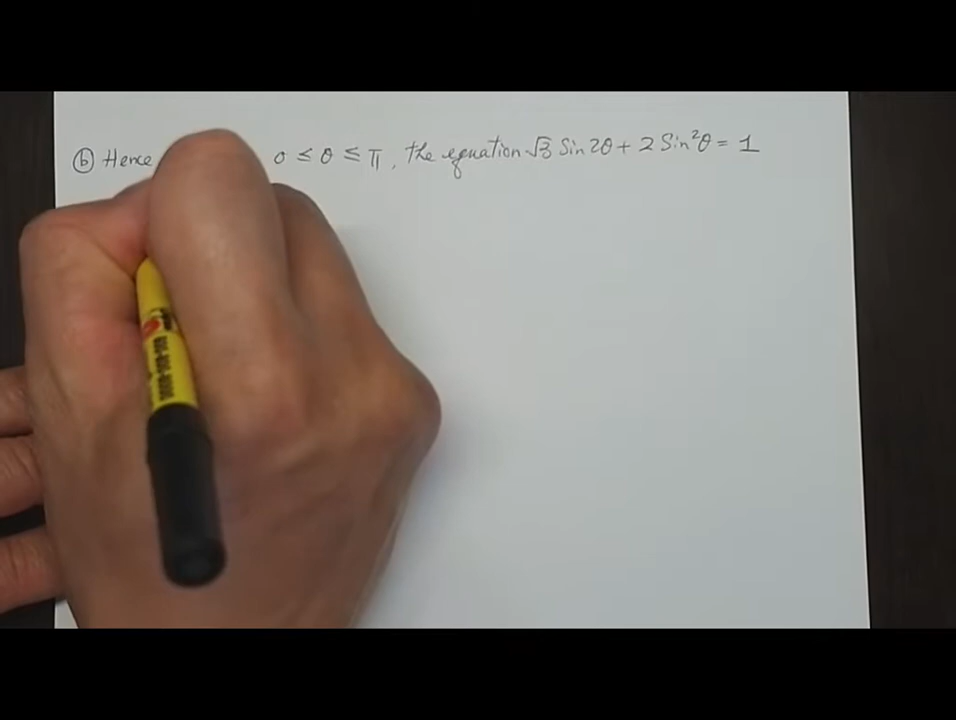 ⓑ Hence 0 ≤ θ ≤ π, the equation √3 Sin 2θ + 2 Sin²θ = 1